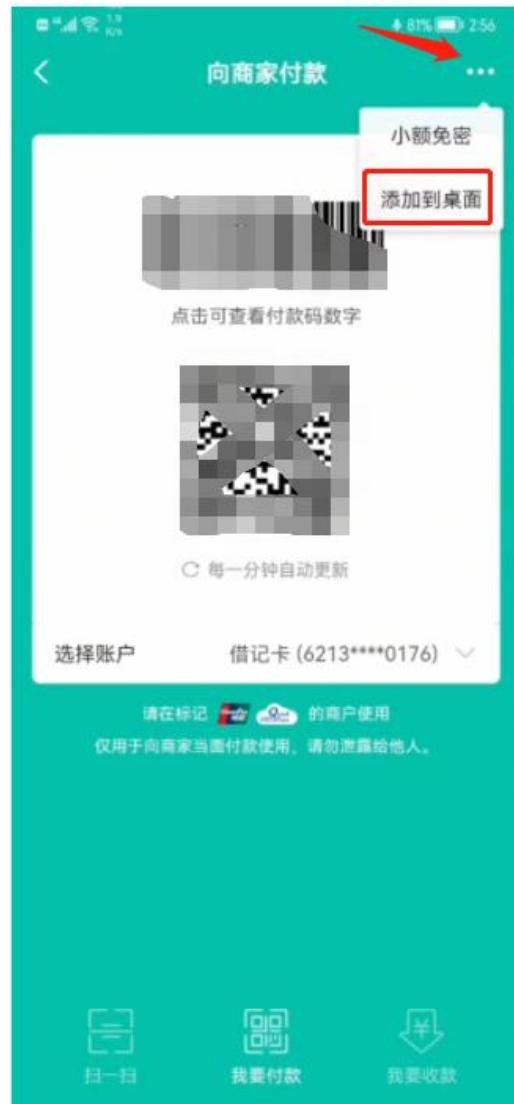 1.9
K/s
81%
2:56
向商家付款
小额免密
添加到桌面
点击可查看付款码数字
每一分钟自动更新
选择账户
借记卡 (6213****0176)
请在标记 的商户使用
仅用于向商家当面付款使用,请勿泄露给他人。
扫一扫
我要付款
我要收款